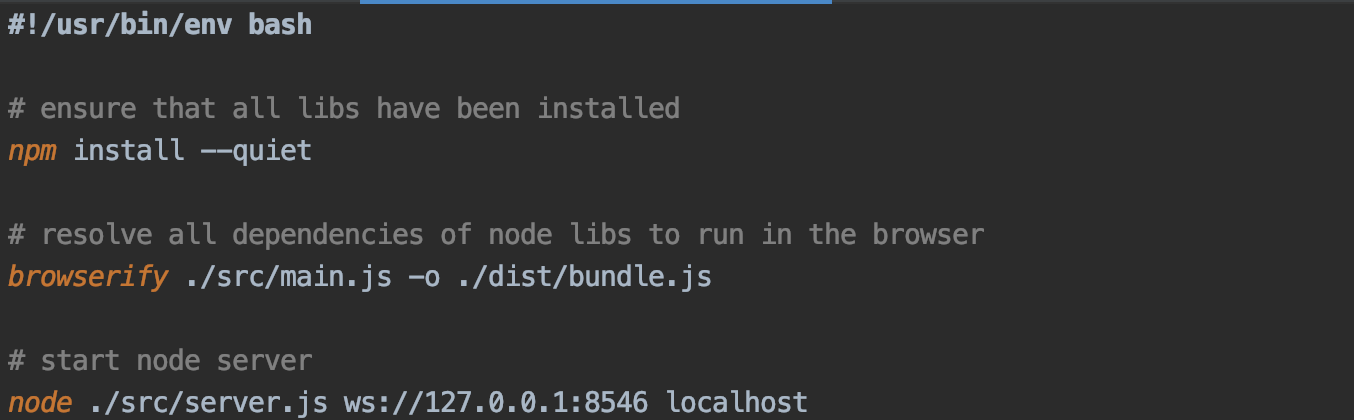 #!/usr/bin/env bash
# ensure that all libs have been installed
npm install --quiet
# resolve all dependencies of node libs to run in the browser
browserify ./src/main.js -o ./dist/bundle.js
# start node server
node ./src/server.js ws://127.0.0.1:8546 localhost